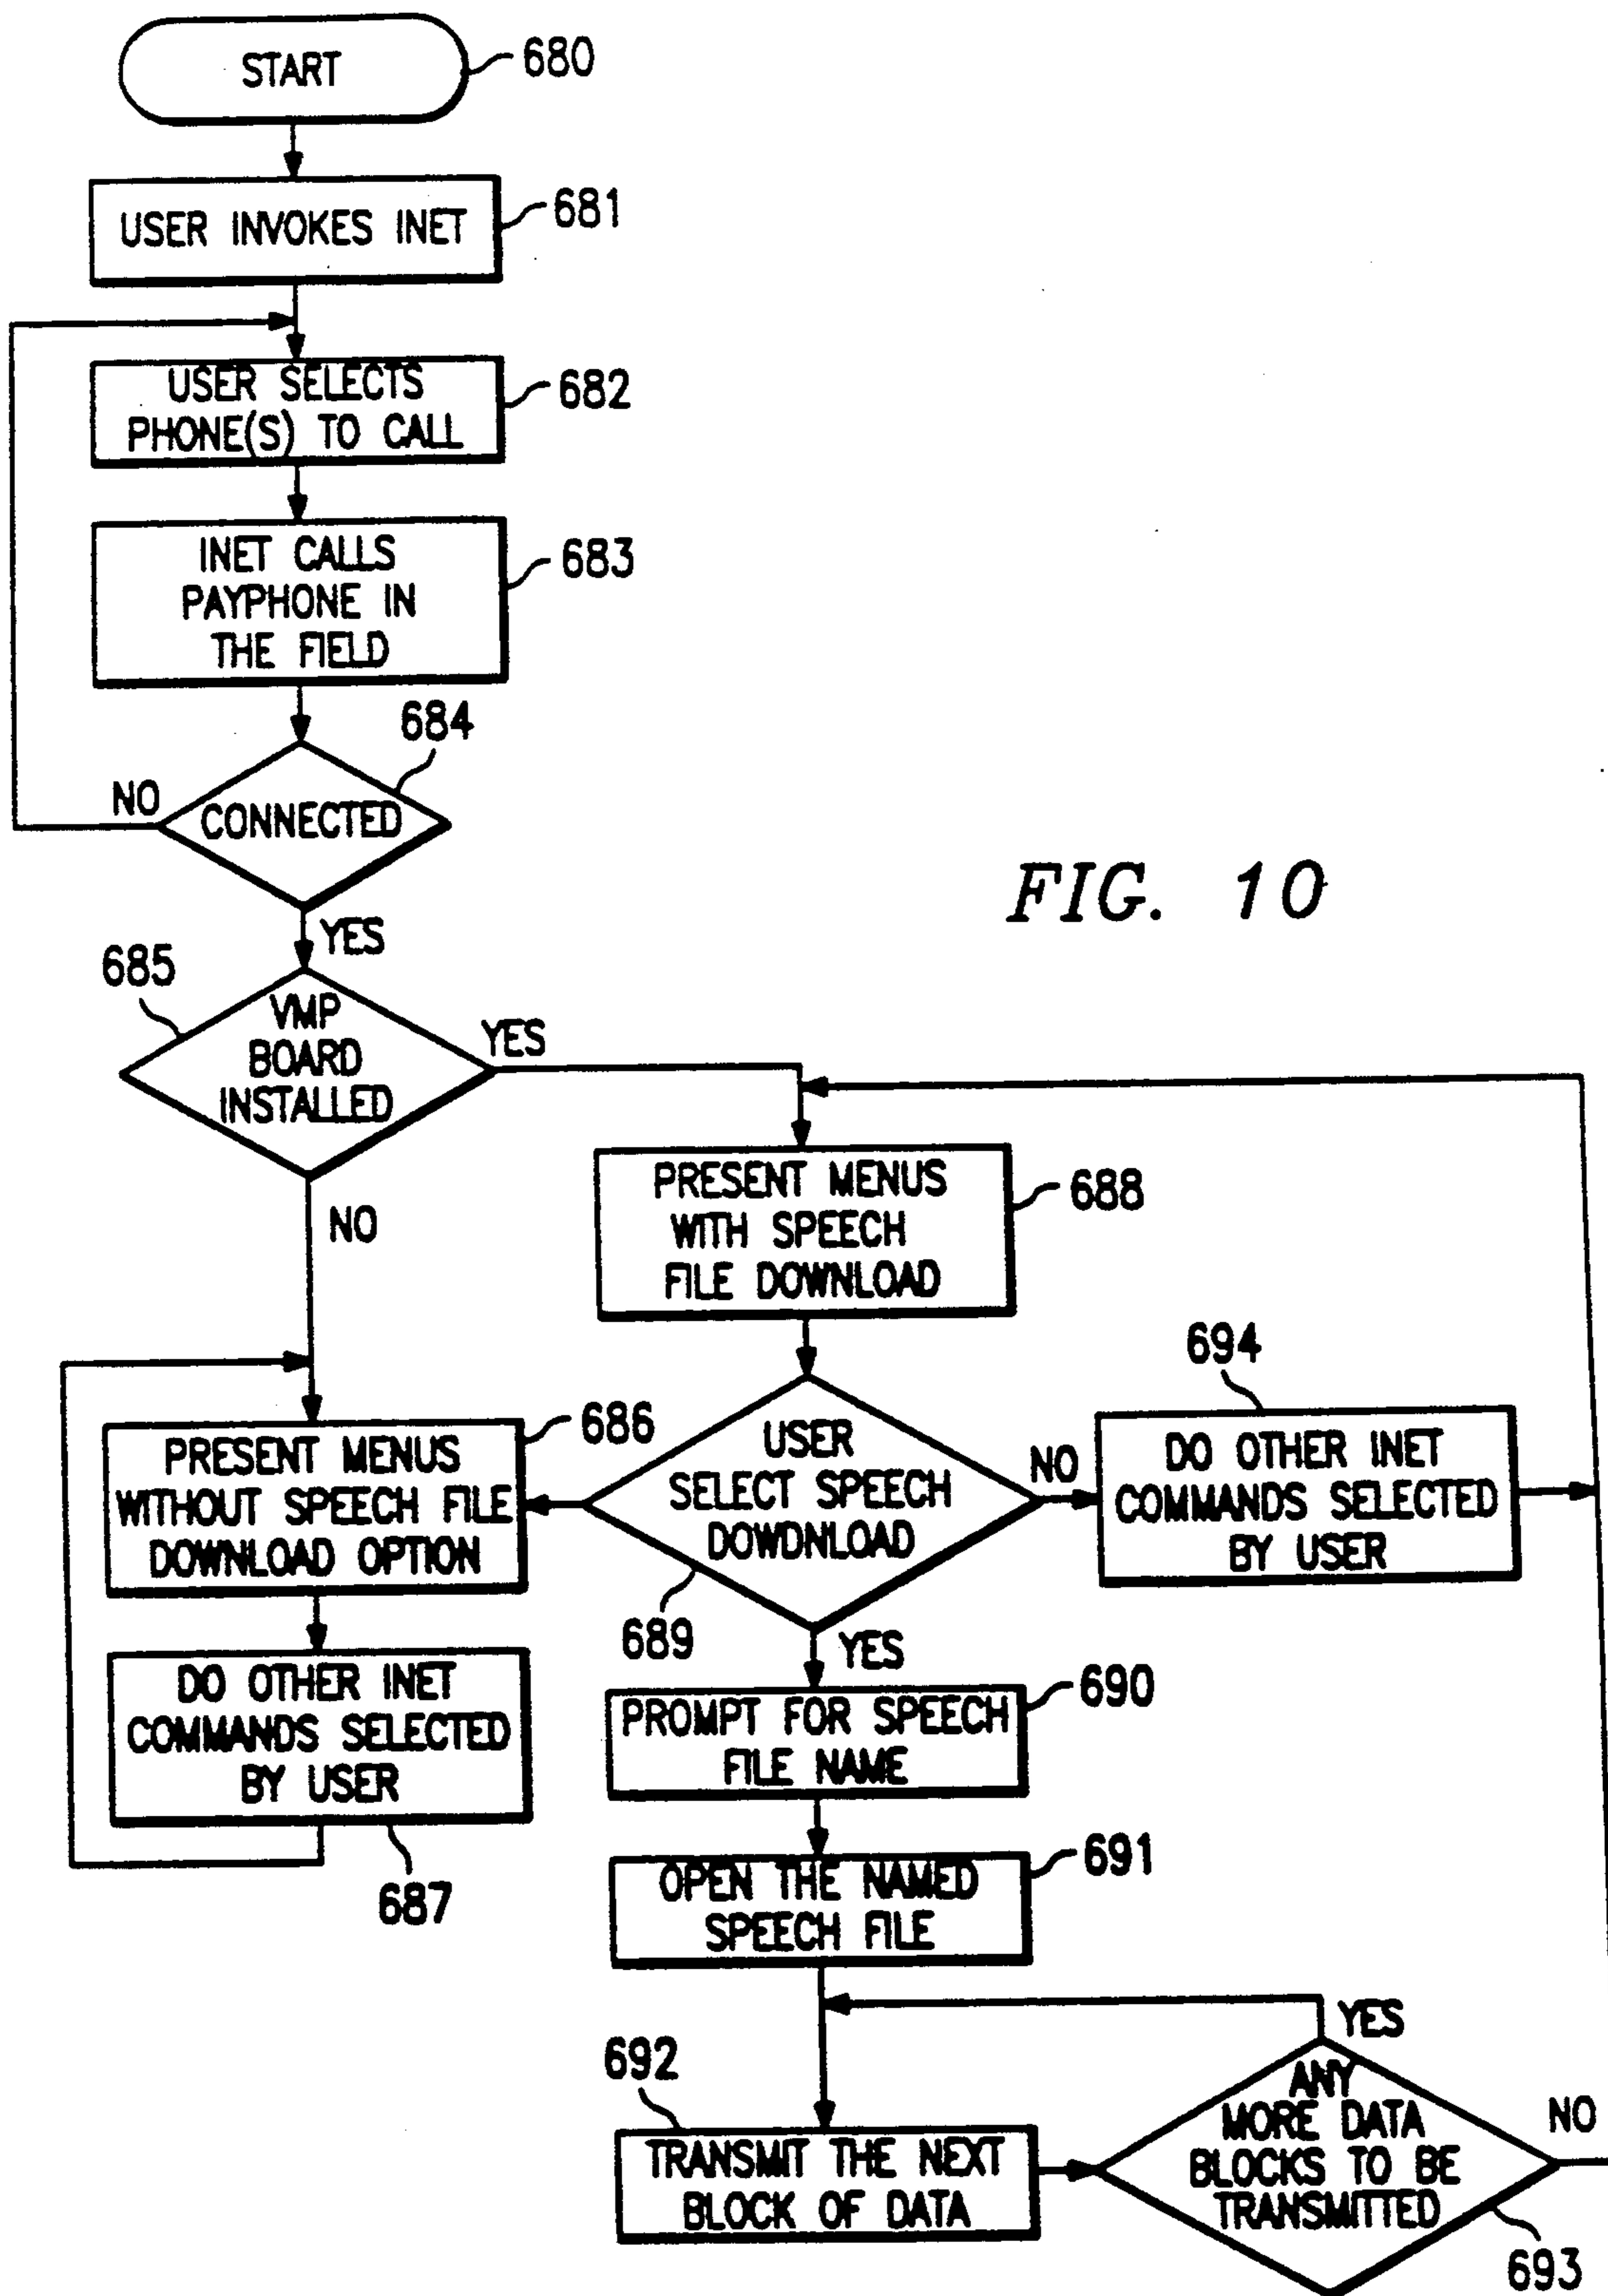 START
680
USER INVOKES INET
681
USER SELECTS
PHONE(S) TO CALL
682
INET CALLS
PAYPHONE IN
THE FIELD
683
684
NO
CONNECTED
YES
FIG. 10
685
VMP
BOARD
INSTALLED
YES
NO
PRESENT MENUS
WITH SPEECH
FILE DOWNLOAD
688
694
PRESENT MENUS
WITHOUT SPEECH FILE
DOWNLOAD OPTION
686
USER
SELECT SPEECH
DOWDNLOAD
NO
DO OTHER INET
COMMANDS SELECTED
BY USER
689
YES
DO OTHER INET
COMMANDS SELECTED
BY USER
687
PROMPT FOR SPEECH
FILE NAME
690
OPEN THE NAMED
SPEECH FILE
691
YES
692
TRANSMIT THE NEXT
BLOCK OF DATA
ANY
MORE DATA
BLOCKS TO BE
TRANSMITTED
NO
693